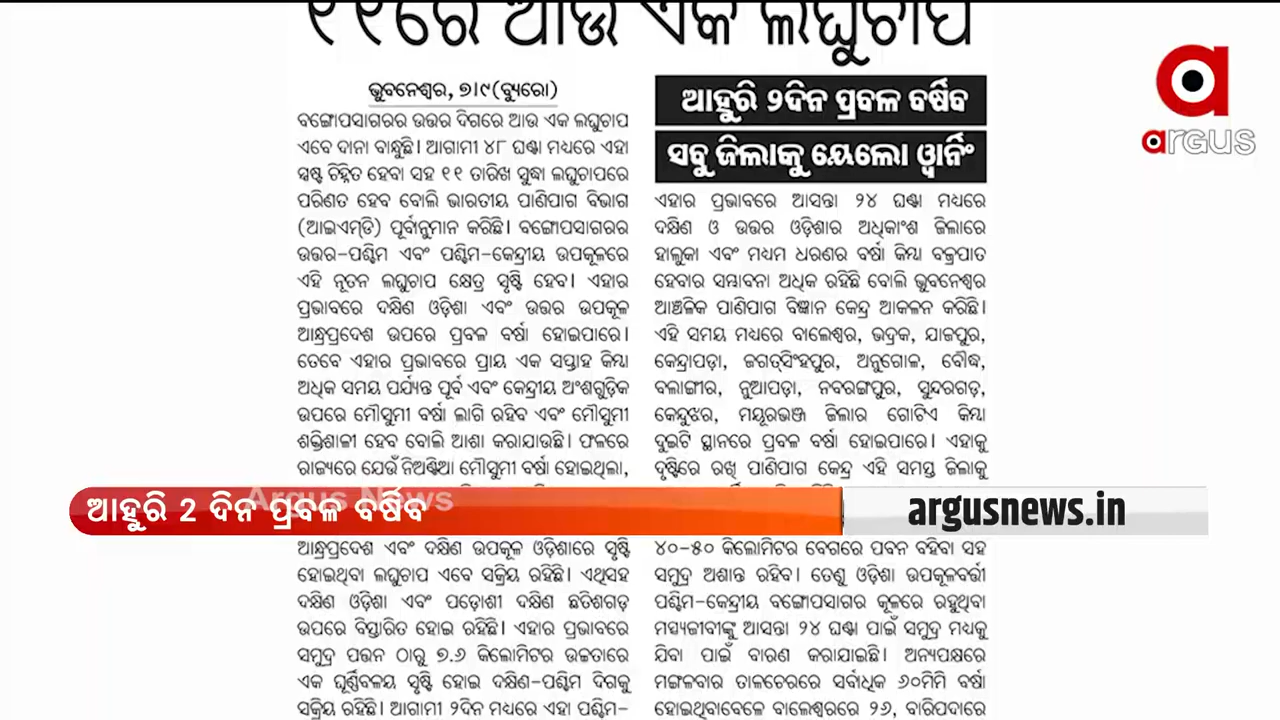 ୧୧ରେ ଆଉ ଏକ ଲଘୁଚାପ
ଭୁବନେଶ୍ୱର, ୭।୯(ବ୍ୟୁରୋ)
ବଙ୍ଗୋପସାଗରର ଉତ୍ତର ଦିଗରେ ଆଉ ଏକ ଲଘୁଚାପ
ଏବେ ଦାନା ବାନ୍ଧୁଛି। ଆଗାମୀ ୪୮ ଘଣ୍ଟା ମଧ୍ୟରେ ଏହା
ସ୍ପଷ୍ଟ ଚିହ୍ନିତ ହେବା ସହ ୧୧ ତାରିଖ ସୁଦ୍ଧା ଲଘୁଚାପରେ
ପରିଣତ ହେବ ବୋଲି ଭାରତୀୟ ପାଣିପାଗ ବିଭାଗ
(ଆଇଏମ୍‌ଡି) ପୂର୍ବାନୁମାନ କରିଛି। ବଙ୍ଗୋପସାଗରର
ଉତ୍ତର-ପଶ୍ଚିମ ଏବଂ ପଶ୍ଚିମ-କେନ୍ଦ୍ରୀୟ ଉପକୂଳରେ
ଏହି ନୂତନ ଲଘୁଚାପ କ୍ଷେତ୍ର ସୃଷ୍ଟି ହେବ। ଏହାର
ପ୍ରଭାବରେ ଦକ୍ଷିଣ ଓଡ଼ିଶା ଏବଂ ଉତ୍ତର ଉପକୂଳ
ଆନ୍ଧ୍ରପ୍ରଦେଶ ଉପରେ ପ୍ରବଳ ବର୍ଷା ହୋଇପାରେ।
ତେବେ ଏହାର ପ୍ରଭାବରେ ପ୍ରାୟ ଏକ ସପ୍ତାହ କିମ୍ବା
ଅଧିକ ସମୟ ପର୍ଯ୍ୟନ୍ତ ପୂର୍ବ ଏବଂ କେନ୍ଦ୍ରୀୟ ଅଂଶଗୁଡ଼ିକ
ଉପରେ ମୌସୁମୀ ବର୍ଷା ଲାଗି ରହିବ ଏବଂ ମୌସୁମୀ
ଶକ୍ତିଶାଳୀ ହେବ ବୋଲି ଆଶା କରାଯାଉଛି। ଫଳରେ
ରାଜ୍ୟରେ ଯେଉଁ ନିଅଣ୍ଟିଆ ମୌସୁମୀ ବର୍ଷା ହୋଇଥିଲା,
ଆନ୍ଧ୍ରପ୍ରଦେଶ ଏବଂ ଦକ୍ଷିଣ ଉପକୂଳ ଓଡ଼ିଶାରେ ସୃଷ୍ଟି
ହୋଇଥିବା ଲଘୁଚାପ ଏବେ ସକ୍ରିୟ ରହିଛି। ଏଥିସହ
ଦକ୍ଷିଣ ଓଡ଼ିଶା ଏବଂ ପଡ଼ୋଶୀ ଦକ୍ଷିଣ ଛତିଶଗଡ଼
ଉପରେ ବିସ୍ତାରିତ ହୋଇ ରହିଛି। ଏହାର ପ୍ରଭାବରେ
ସମୁଦ୍ର ପତ୍ତନ ଠାରୁ ୭.୬ କିଲୋମିଟର ଉଚ୍ଚତାରେ
ଏକ ଘୂର୍ଣ୍ଣିବଳୟ ସୃଷ୍ଟି ହୋଇ ଦକ୍ଷିଣ-ପଶ୍ଚିମ ଦିଗକୁ
ସକ୍ରିୟ ରହିଛି। ଆଗାମୀ ୨ଦିନ ମଧ୍ୟରେ ଏହା ପଶ୍ଚିମ-
ଆହୁରି ୨ଦିନ ପ୍ରବଳ ବର୍ଷିବ
ସବୁ ଜିଲାକୁ ୟେଲୋ ୱାର୍ନିଂ
ଏହାର ପ୍ରଭାବରେ ଆସନ୍ତା ୨୪ ଘଣ୍ଟା ମଧ୍ୟରେ
ଦକ୍ଷିଣ ଓ ଉତ୍ତର ଓଡ଼ିଶାର ଅଧିକାଂଶ ଜିଲାରେ
ହାଲୁକା ଏବଂ ମଧ୍ୟମ ଧରଣର ବର୍ଷା କିମ୍ବା ବଜ୍ରପାତ
ହେବାର ସମ୍ଭାବନା ଅଧିକ ରହିଛି ବୋଲି ଭୁବନେଶ୍ୱର
ଆଞ୍ଚଳିକ ପାଣିପାଗ ବିଜ୍ଞାନ କେନ୍ଦ୍ର ଆକଳନ କରିଛି।
ଏହି ସମୟ ମଧ୍ୟରେ ବାଲେଶ୍ୱର, ଭଦ୍ରକ, ଯାଜପୁର,
କେନ୍ଦ୍ରାପଡ଼ା, ଜଗତ୍‌ସିଂହପୁର, ଅନୁଗୋଳ, ବୌଦ୍ଧ,
ବଲାଙ୍ଗୀର, ନୂଆପଡ଼ା, ନବରଙ୍ଗପୁର, ସୁନ୍ଦରଗଡ଼,
କେନ୍ଦୁଝର, ମୟୂରଭଞ୍ଜ ଜିଲାର ଗୋଟିଏ କିମ୍ବା
ଦୁଇଟି ସ୍ଥାନରେ ପ୍ରବଳ ବର୍ଷା ହୋଇପାରେ। ଏହାକୁ
ଦୃଷ୍ଟିରେ ରଖି ପାଣିପାଗ କେନ୍ଦ୍ର ଏହି ସମସ୍ତ ଜିଲାକୁ
୪୦-୫୦ କିଲୋମିଟର ବେଗରେ ପବନ ବହିବା ସହ
ସମୁଦ୍ର ଅଶାନ୍ତ ରହିବ। ତେଣୁ ଓଡ଼ିଶା ଉପକୂଳବର୍ତ୍ତୀ
ପଶ୍ଚିମ-କେନ୍ଦ୍ରୀୟ ବଙ୍ଗୋପସାଗର କୂଳରେ ରହୁଥିବା
ମତ୍ସ୍ୟଜୀବୀଙ୍କୁ ଆସନ୍ତା ୨୪ ଘଣ୍ଟା ପାଇଁ ସମୁଦ୍ର ମଧ୍ୟକୁ
ଯିବା ପାଇଁ ବାରଣ କରାଯାଇଛି। ଅନ୍ୟପକ୍ଷରେ
ମଙ୍ଗଳବାର ତାଳଚେରରେ ସର୍ବାଧିକ ୬୦ମିମି ବର୍ଷା
ହୋଇଥିବାବେଳେ ବାଲେଶ୍ୱରରେ ୨୬, ବାରିପଦାରେ
a
argus
Argus News
ଆହୁରି 2 ଦିନ ପ୍ରବଳ ବର୍ଷିବ
argusnews.in